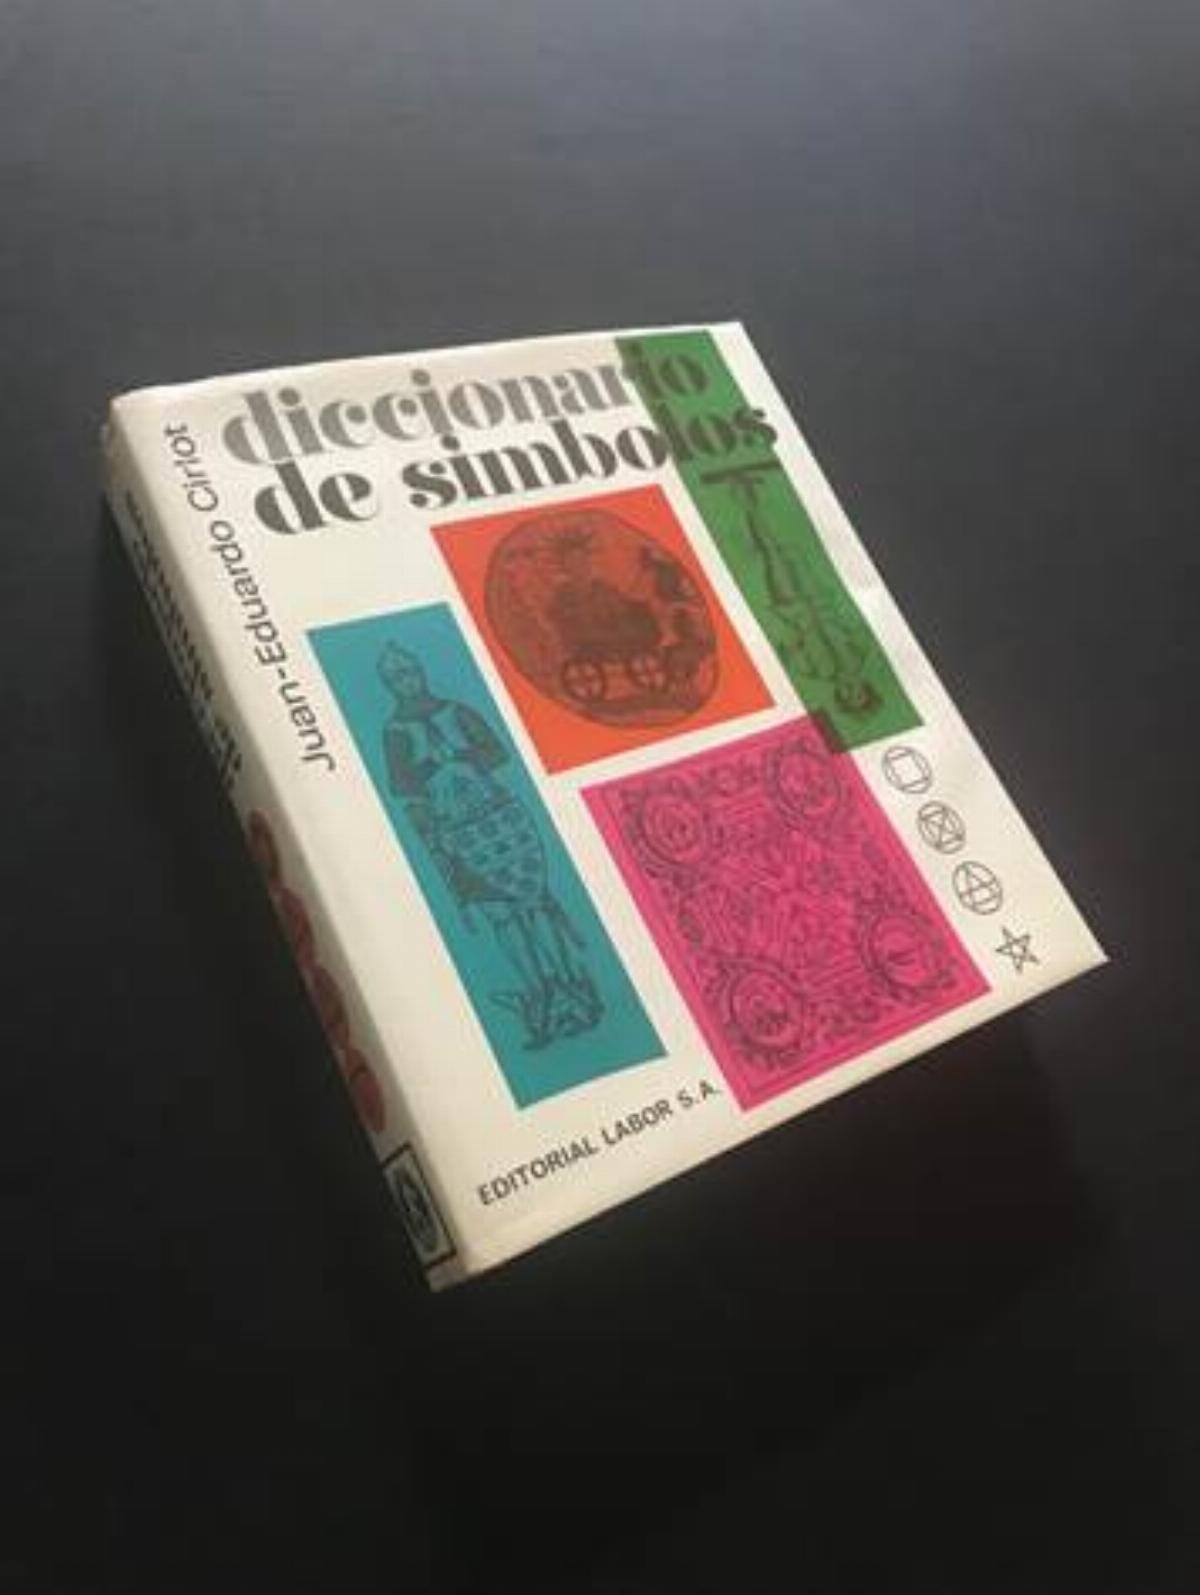 diccionario
de simbolos
Juan-Eduardo Cirlot
EDITORIAL LABOR S.A.